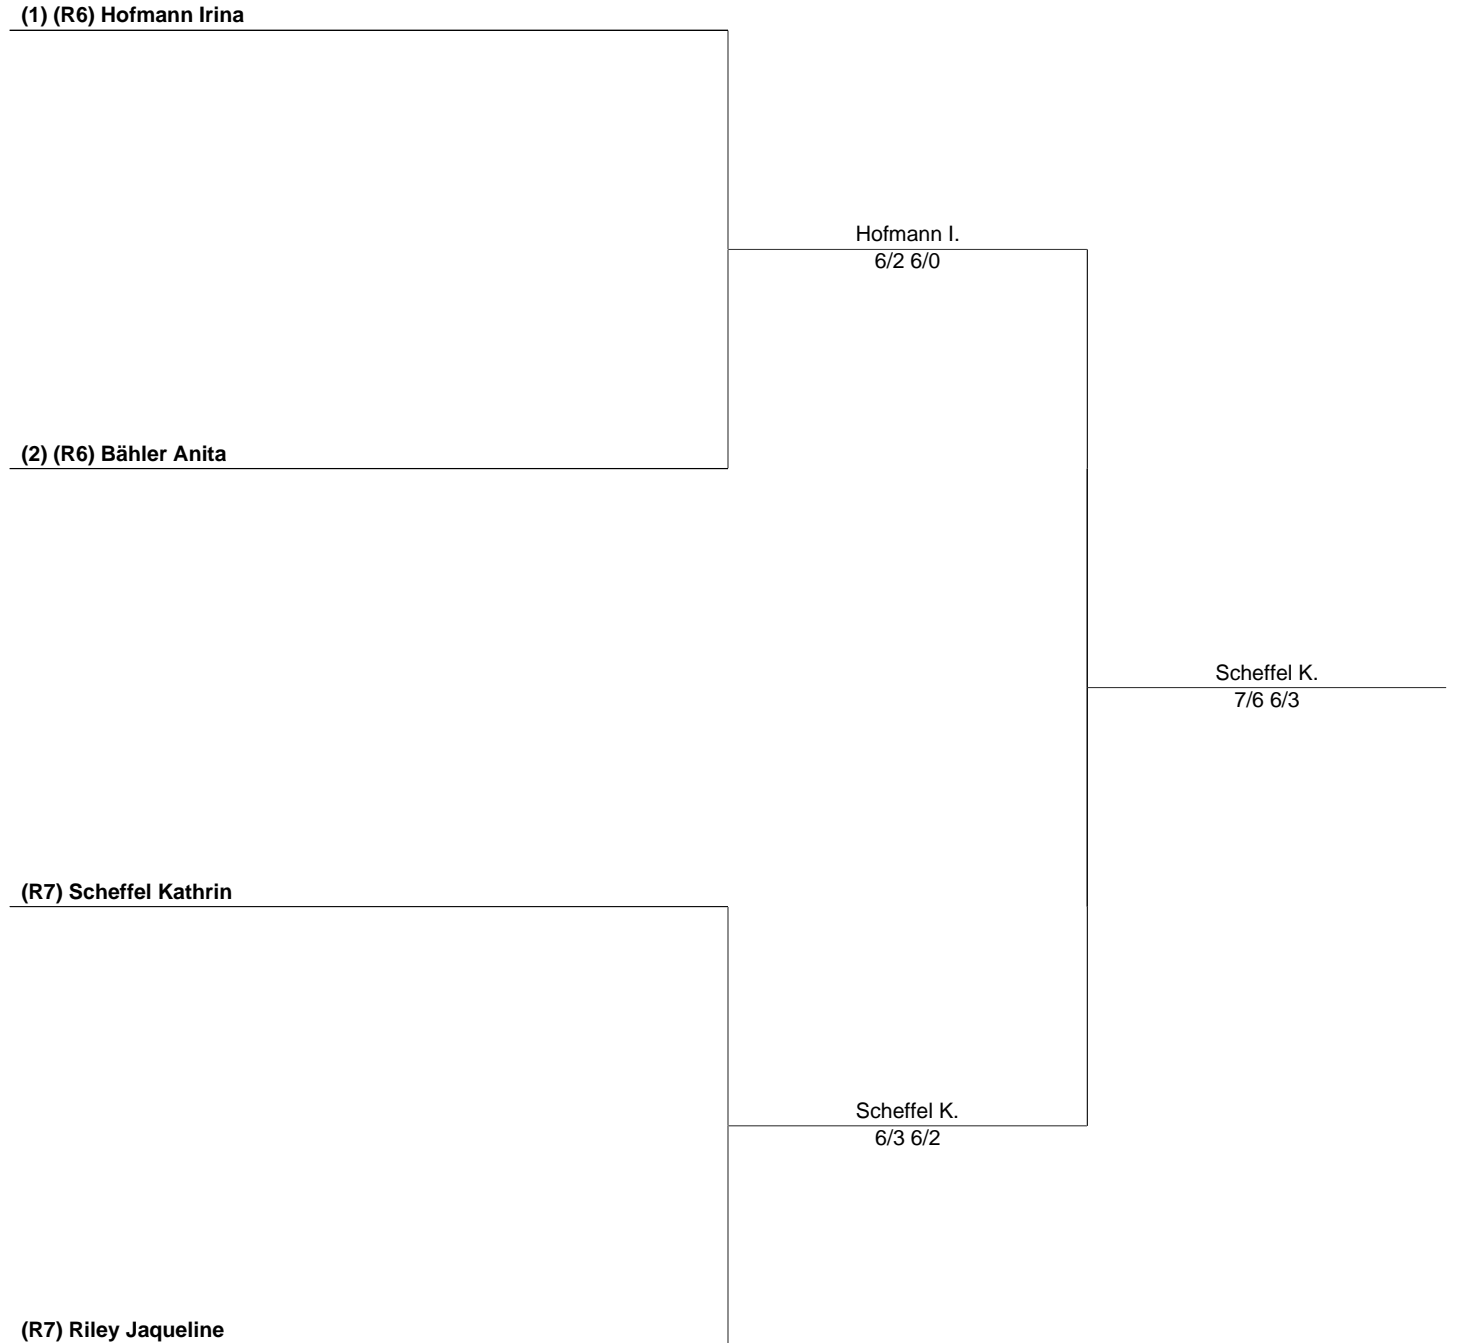 (1) (R6) Hofmann Irina
Hofmann I.
6/2 6/0
(2) (R6) Bähler Anita
Scheffel K.
7/6 6/3
(R7) Scheffel Kathrin
Scheffel K.
6/3 6/2
(R7) Riley Jaqueline